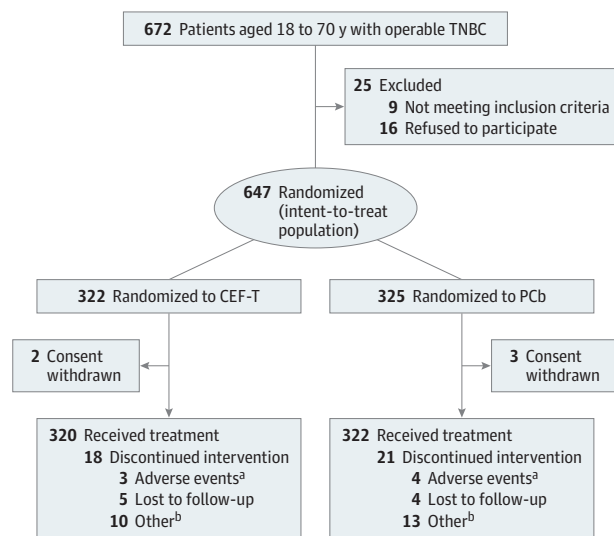 672 Patients aged 18 to 70 y with operable TNBC
25 Excluded
9 Not meeting inclusion criteria
16 Refused to participate
647 Randomized
(intent-to-treat
population)
322 Randomized to CEF-T
325 Randomized to PCb
2 Consent
withdrawn
3 Consent
withdrawn
320 Received treatment
18 Discontinued intervention
3 Adverse eventsᵃ
5 Lost to follow-up
10 Otherᵇ
322 Received treatment
21 Discontinued intervention
4 Adverse eventsᵃ
4 Lost to follow-up
13 Otherᵇ